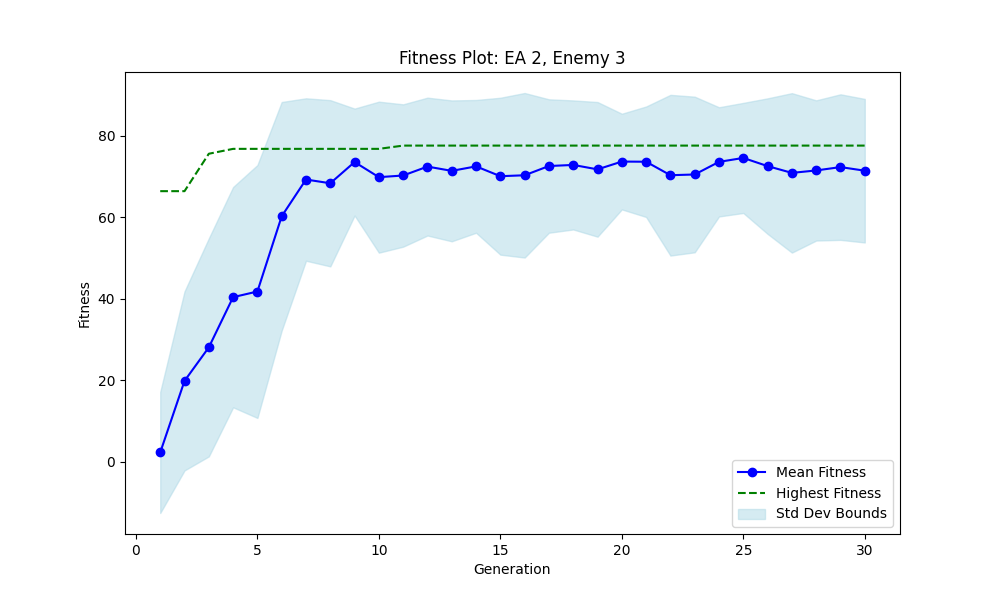 Fitness Plot: EA 2, Enemy 3
Fitness
80
60
40
20
0
0 5 10 15 20 25 30
Generation
Mean Fitness
Highest Fitness
Std Dev Bounds